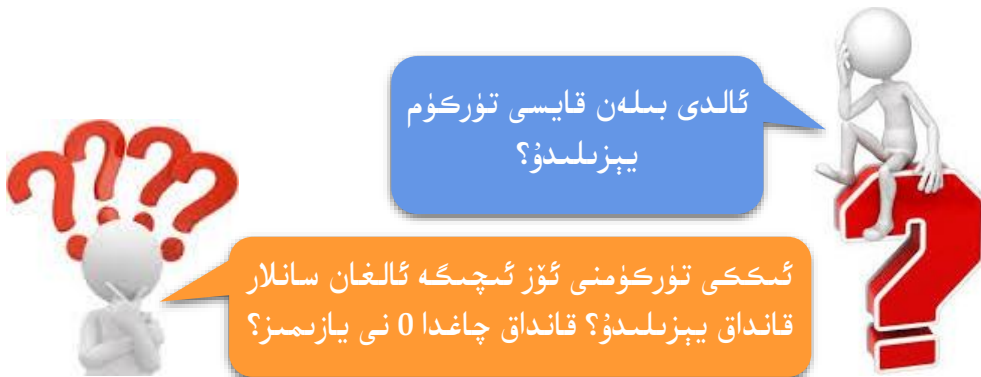 ئالدى بىلەن قايسى تۈركۈم
يېزىلىدۇ؟
ئىككى تۈركۈمنى ئۆز ئىچىگە ئالغان سانلار
قانداق يېزىلىدۇ؟ قانداق چاغدا 0 نى يازىمىز؟